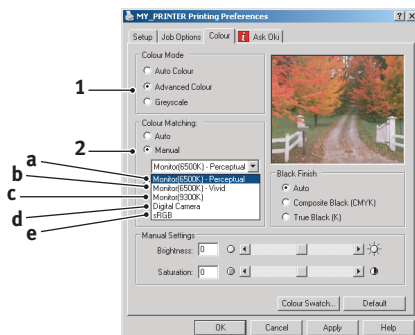 MY_PRINTER Printing Preferences
Setup
Job Options
Colour
Ask Oki
Colour Mode
Auto Colour
1
Advanced Colour
Greyscale
Colour Matching:
Auto
2
Manual
Monitor(6500K) - Perceptual
a
Monitor(6500K) - Perceptual
b
Monitor(6500K) - Vivid
c
Monitor(9300K)
d
Digital Camera
e
sRGB
Black Finish
Auto
Composite Black (CMYK)
True Black (K)
Manual Settings
Brightness: 0
Saturation: 0
Colour Swatch...
Default
OK
Cancel
Apply
Help